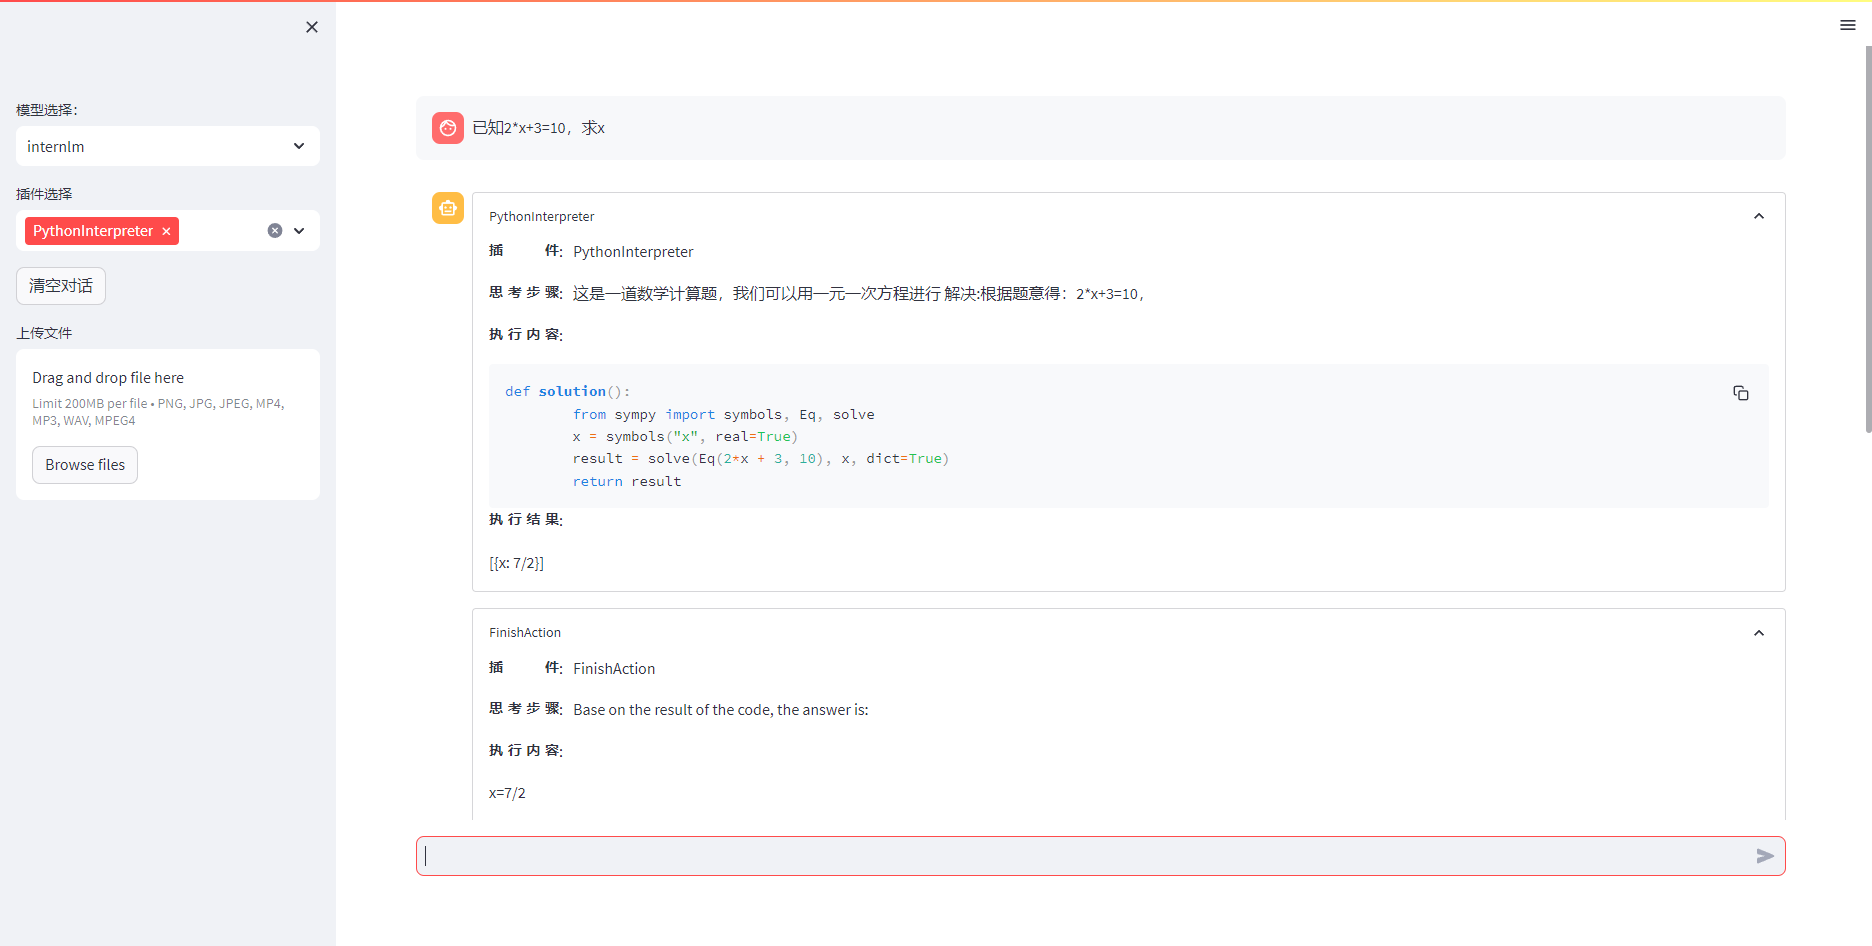 模型选择：
internlm
插件选择
PythonInterpreter
清空对话
上传文件
Drag and drop file here
Limit 200MB per file • PNG, JPG, JPEG, MP4,
MP3, WAV, MPEG4
Browse files
已知2*x+3=10，求x
PythonInterpreter
插 件: PythonInterpreter
思 考 步 骤: 这是一道数学计算题，我们可以用一元一次方程进行 解决:根据题意得：2*x+3=10，
执 行 内 容:
def solution():
from sympy import symbols, Eq, solve
x = symbols("x", real=True)
result = solve(Eq(2*x + 3, 10), x, dict=True)
return result
执 行 结 果:
[{x: 7/2}]
FinishAction
插 件: FinishAction
思 考 步 骤: Base on the result of the code, the answer is:
执 行 内 容:
x=7/2